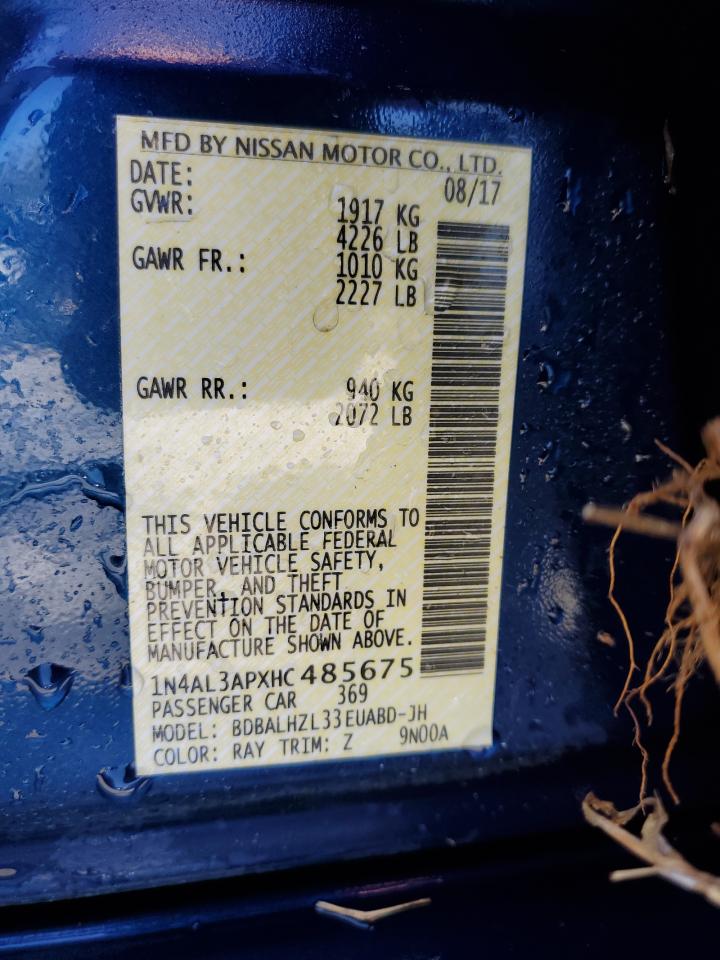 MFD BY NISSAN MOTOR CO., LTD.
DATE: 08/17
GVWR: 1917 KG
4226 LB
GAWR FR.: 1010 KG
2227 LB
GAWR RR.: 940 KG
2072 LB
THIS VEHICLE CONFORMS TO
ALL APPLICABLE FEDERAL
MOTOR VEHICLE SAFETY,
BUMPER, AND THEFT
PREVENTION STANDARDS IN
EFFECT ON THE DATE OF
MANUFACTURE SHOWN ABOVE.
1N4AL3APXHC485675
PASSENGER CAR 369
MODEL: BDBALHZL33EUABD-JH
COLOR: RAY TRIM: Z 9N00A